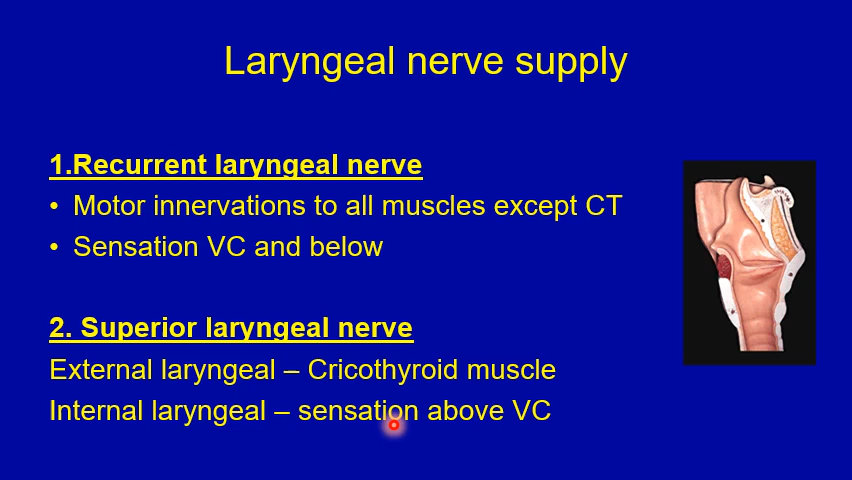 Laryngeal nerve supply
1.Recurrent laryngeal nerve
• Motor innervations to all muscles except CT
• Sensation VC and below
2. Superior laryngeal nerve
External laryngeal – Cricothyroid muscle
Internal laryngeal – sensation above VC